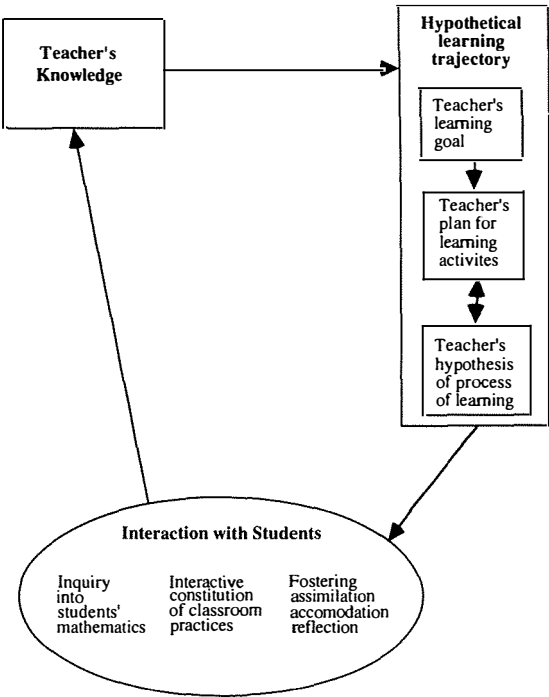 Teacher's
Knowledge
Hypothetical
learning
trajectory
Teacher's
learning
goal
Teacher's
plan for
learning
activites
Teacher's
hypothesis
of process
of learning
Interaction with Students
Inquiry
into
students'
mathematics
Interactive
constitution
of classroom
practices
Fostering
assimilation
accomodation
reflection